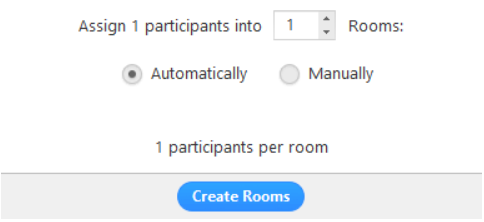 Assign 1 participants into 1 Rooms:
Automatically Manually
1 participants per room
Create Rooms